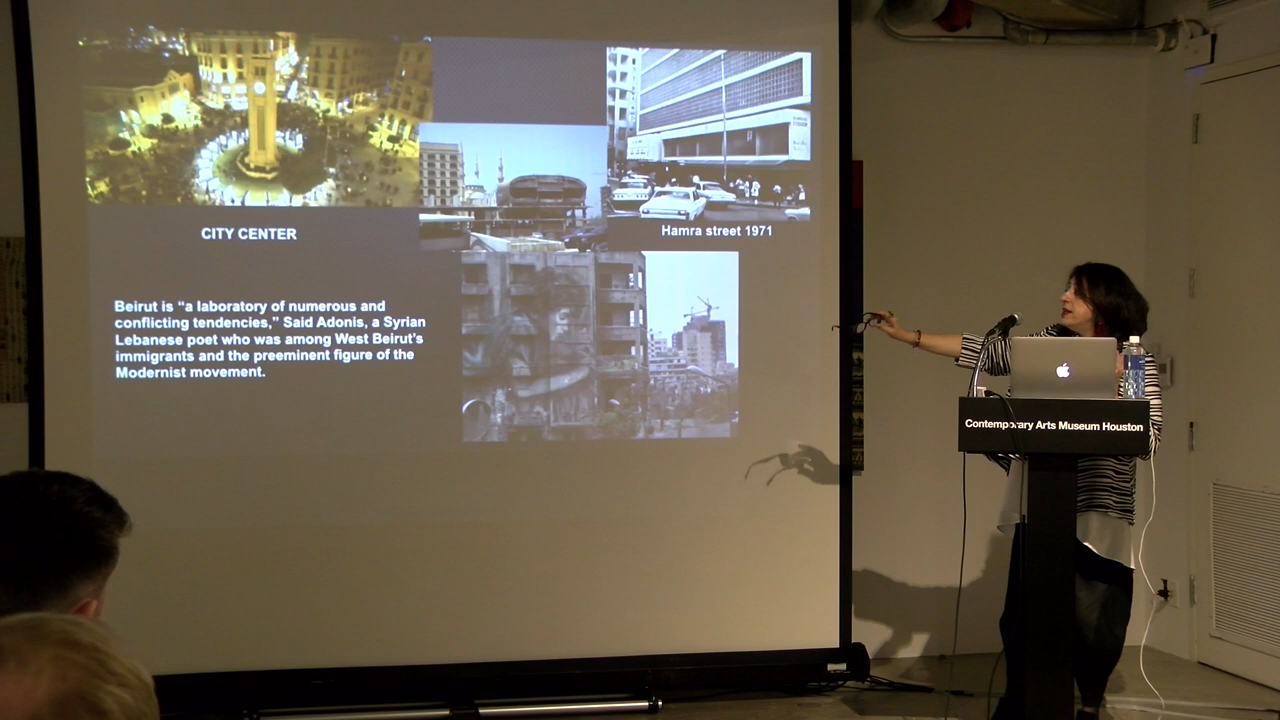 CITY CENTER
Hamra street 1971
Beirut is “a laboratory of numerous and
conflicting tendencies,” Said Adonis, a Syrian
Lebanese poet who was among West Beirut’s
immigrants and the preeminent figure of the
Modernist movement.
Contemporary Arts Museum Houston